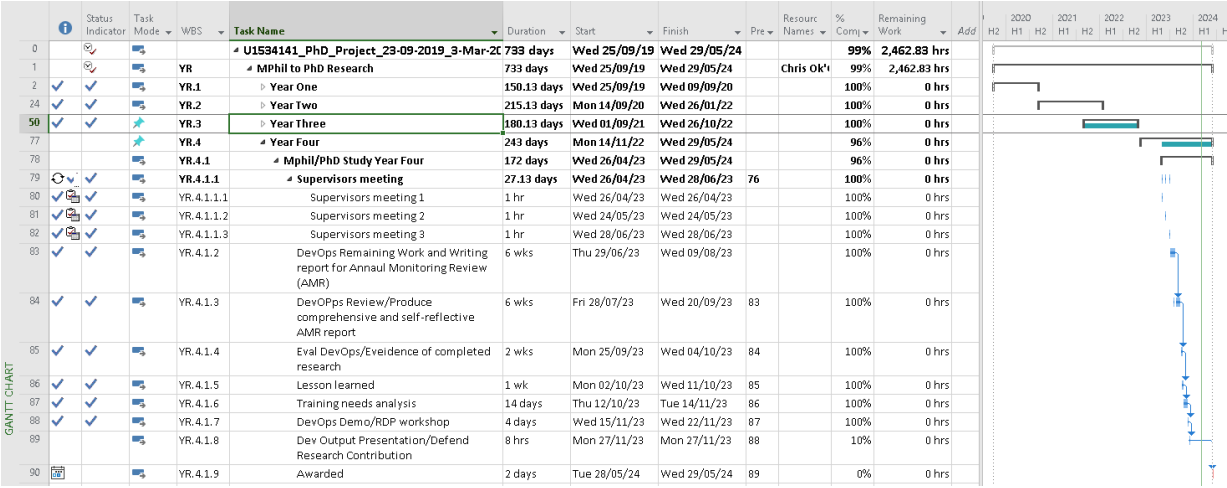 Status Indicator Task Mode WBS Task Name Duration Start Finish Pre Resourc Names % Comp Remaining Work Add 2020 2021 2022 2023 2024
H2 H1 H2 H1 H2 H1 H2 H1 H2 H1
0 U1534141_PhD_Project_23-09-2019_3-Mar-20 733 days Wed 25/09/19 Wed 29/05/24 99% 2,462.83 hrs
1 YR MPhil to PhD Research 733 days Wed 25/09/19 Wed 29/05/24 Chris Ok'( 99% 2,462.83 hrs
2 YR.1 Year One 150.13 days Wed 25/09/19 Wed 09/09/20 100% 0 hrs
24 YR.2 Year Two 215.13 days Mon 14/09/20 Wed 26/01/22 100% 0 hrs
50 YR.3 Year Three 180.13 days Wed 01/09/21 Wed 26/10/22 100% 0 hrs
77 YR.4 Year Four 243 days Mon 14/11/22 Wed 29/05/24 96% 0 hrs
78 YR.4.1 Mphil/PhD Study Year Four 172 days Wed 26/04/23 Wed 29/05/24 96% 0 hrs
79 YR.4.1.1 Supervisors meeting 27.13 days Wed 26/04/23 Wed 28/06/23 76 100% 0 hrs
80 YR.4.1.1.1 Supervisors meeting 1 1 hr Wed 26/04/23 Wed 26/04/23 100% 0 hrs
81 YR.4.1.1.2 Supervisors meeting 2 1 hr Wed 24/05/23 Wed 24/05/23 100% 0 hrs
82 YR.4.1.1.3 Supervisors meeting 3 1 hr Wed 28/06/23 Wed 28/06/23 100% 0 hrs
83 YR.4.1.2 DevOps Remaining Work and Writing 6 wks Thu 29/06/23 Wed 09/08/23 100% 0 hrs
report for Annaul Monitoring Review
(AMR)
84 YR.4.1.3 DevOPps Review/Produce 6 wks Fri 28/07/23 Wed 20/09/23 83 100% 0 hrs
comprehensive and self-reflective
AMR report
85 YR.4.1.4 Eval DevOps/Eveidence of completed 2 wks Mon 25/09/23 Wed 04/10/23 84 100% 0 hrs
research
86 YR.4.1.5 Lesson learned 1 wk Mon 02/10/23 Wed 11/10/23 85 100% 0 hrs
87 YR.4.1.6 Training needs analysis 14 days Thu 12/10/23 Tue 14/11/23 86 100% 0 hrs
88 YR.4.1.7 DevOps Demo/RDP workshop 4 days Wed 15/11/23 Wed 22/11/23 87 100% 0 hrs
89 YR.4.1.8 Dev Output Presentation/Defend 8 hrs Mon 27/11/23 Mon 27/11/23 88 10% 0 hrs
Research Contribution
90 YR.4.1.9 Awarded 2 days Tue 28/05/24 Wed 29/05/24 89 0% 0 hrs
GANTT CHART